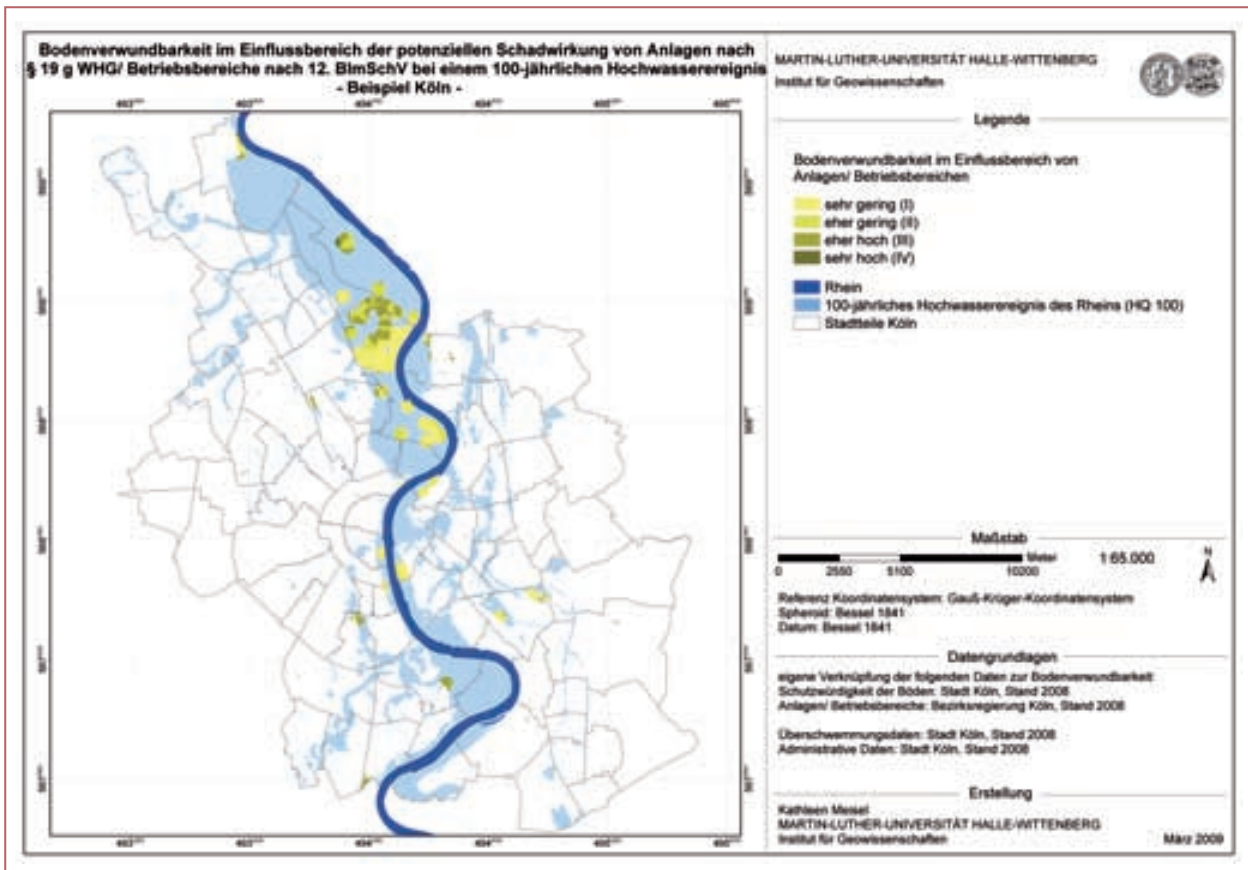 Bodenverwundbarkeit im Einflussbereich der potenziellen Schadwirkung von Anlagen nach
§ 19 g WHG/ Betriebsbereiche nach 12. BImSchV bei einem 100-jährlichen Hochwasserereignis
- Beispiel Köln -
MARTIN-LUTHER-UNIVERSITÄT HALLE-WITTENBERG
Institut für Geowissenschaften
Legende
Bodenverwundbarkeit im Einflussbereich von
Anlagen/ Betriebsbereichen
sehr gering (I)
eher gering (II)
eher hoch (III)
sehr hoch (IV)
Rhein
100-jährliches Hochwasserereignis des Rheins (HQ 100)
Stadtteile Köln
Maßstab
Meter
1:65.000
N
0 2550 5100 10200
Referenz Koordinatensystem: Gauß-Krüger-Koordinatensystem
Spheroid: Bessel 1841
Datum: Bessel 1841
Datengrundlagen
eigene Verknüpfung der folgenden Daten zur Bodenverwundbarkeit:
Schutzwürdigkeit der Böden: Stadt Köln, Stand 2008
Anlagen/ Betriebsbereiche: Bezirksregierung Köln, Stand 2008
Überschwemmungsdaten: Stadt Köln, Stand 2008
Administrative Daten: Stadt Köln, Stand 2008
Erstellung
Kathleen Meisel
MARTIN-LUTHER-UNIVERSITÄT HALLE-WITTENBERG
Institut für Geowissenschaften
März 2009